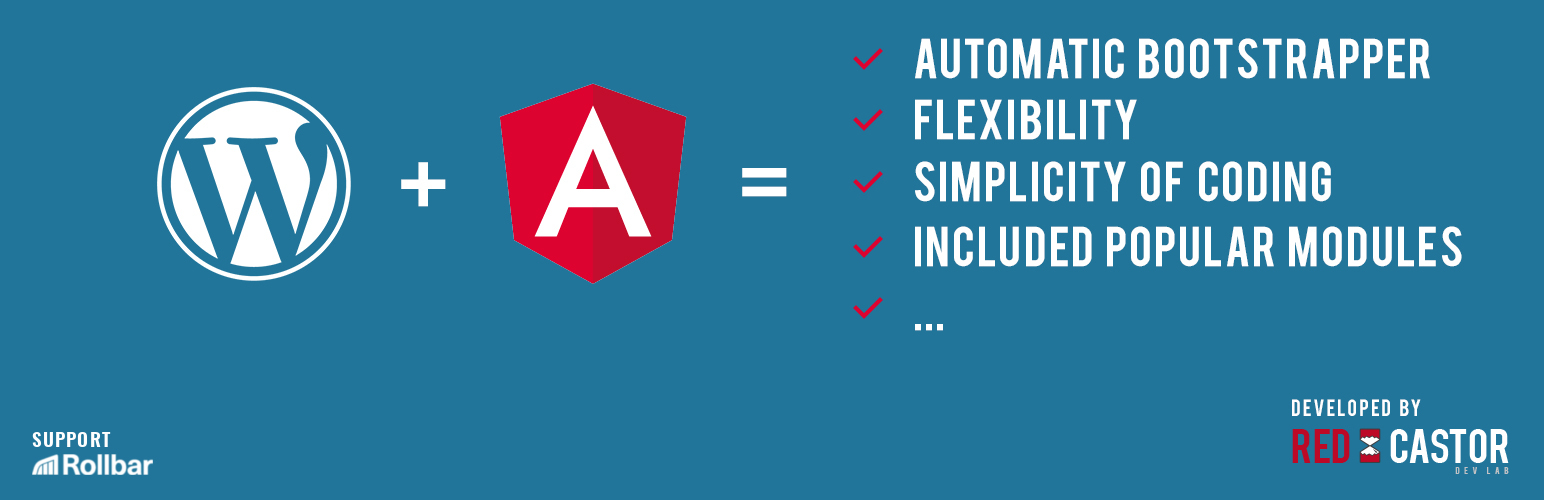 W + A =
AUTOMATIC BOOTSTRAPPER
FLEXIBILITY
SIMPLICITY OF CODING
INCLUDED POPULAR MODULES
...
SUPPORT
Rollbar
DEVELOPED BY
RED CASTOR
DEV LAB